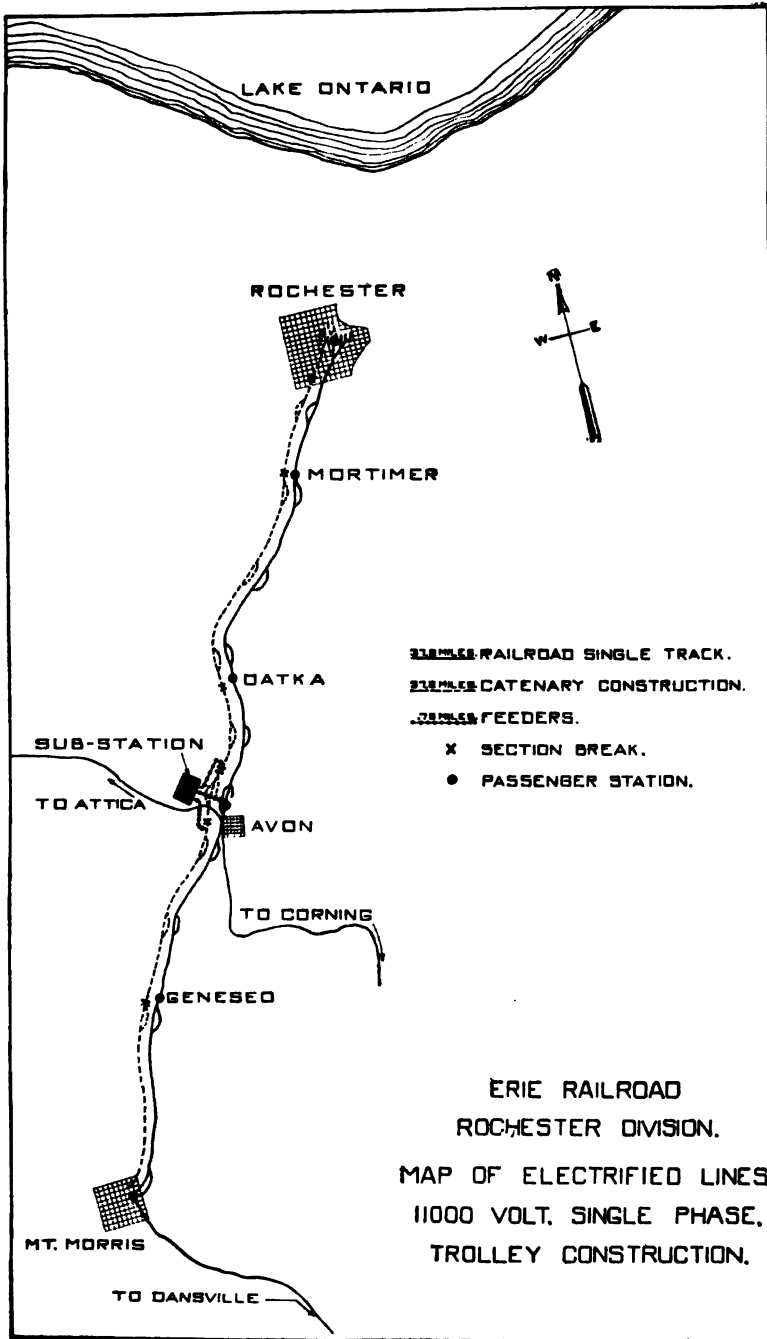 LAKE ONTARIO
ROCHESTER
N
W E
MORTIMER
OATKA
RAILROAD SINGLE TRACK.
CATENARY CONSTRUCTION.
FEEDERS.
X SECTION BREAK.
PASSENGER STATION.
SUB-STATION
TO ATTICA
AVON
TO CORNING
GENESEO
ERIE RAILROAD
ROCHESTER DIVISION.
MAP OF ELECTRIFIED LINES
11000 VOLT. SINGLE PHASE.
TROLLEY CONSTRUCTION.
MT. MORRIS
TO DANSVILLE